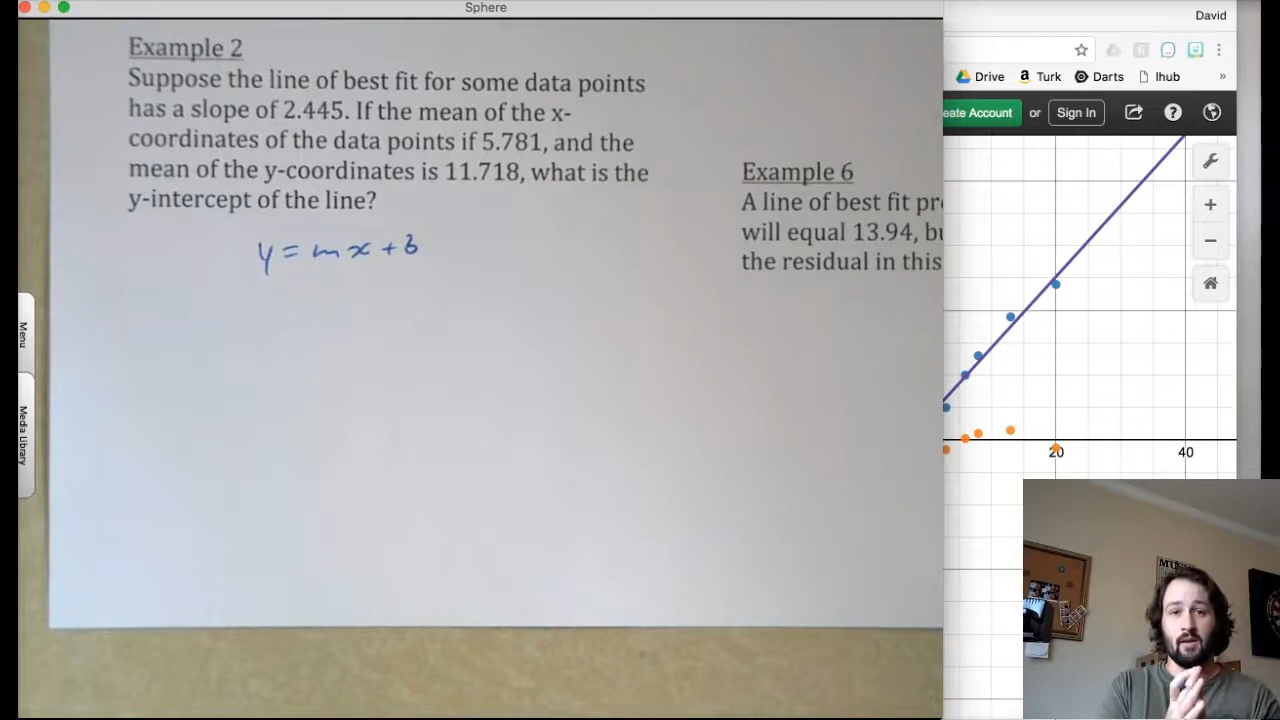 Sphere
Example 2
Suppose the line of best fit for some data points
has a slope of 2.445. If the mean of the x-
coordinates of the data points if 5.781, and the
mean of the y-coordinates is 11.718, what is the
y-intercept of the line?
y = mx + b
Example 6
A line of best fit pr
will equal 13.94, bu
the residual in this
Menu
Media Library
David
Drive
Turk
Darts
lhub
»
eate Account
or
Sign In
+
−
20
40
MUS